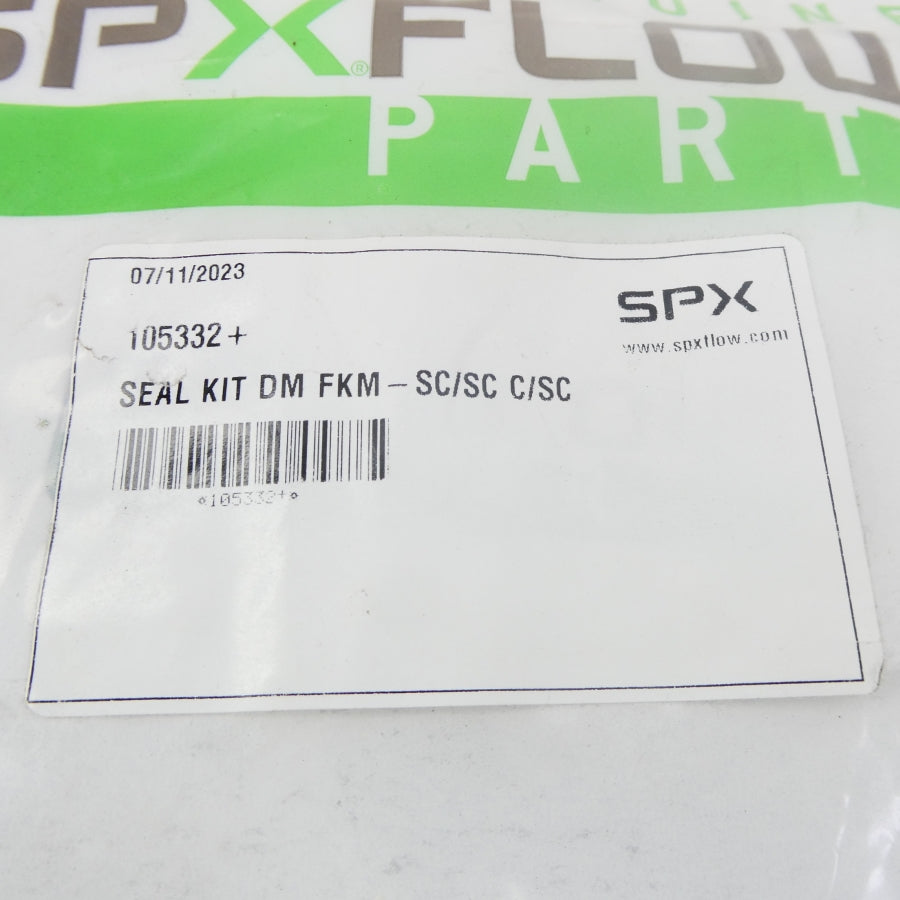 SPXFLOW
PART
07/11/2023
SPX
www.spxflow.com
105332+
SEAL KIT DM FKM - SC/SC C/SC
*105332+*